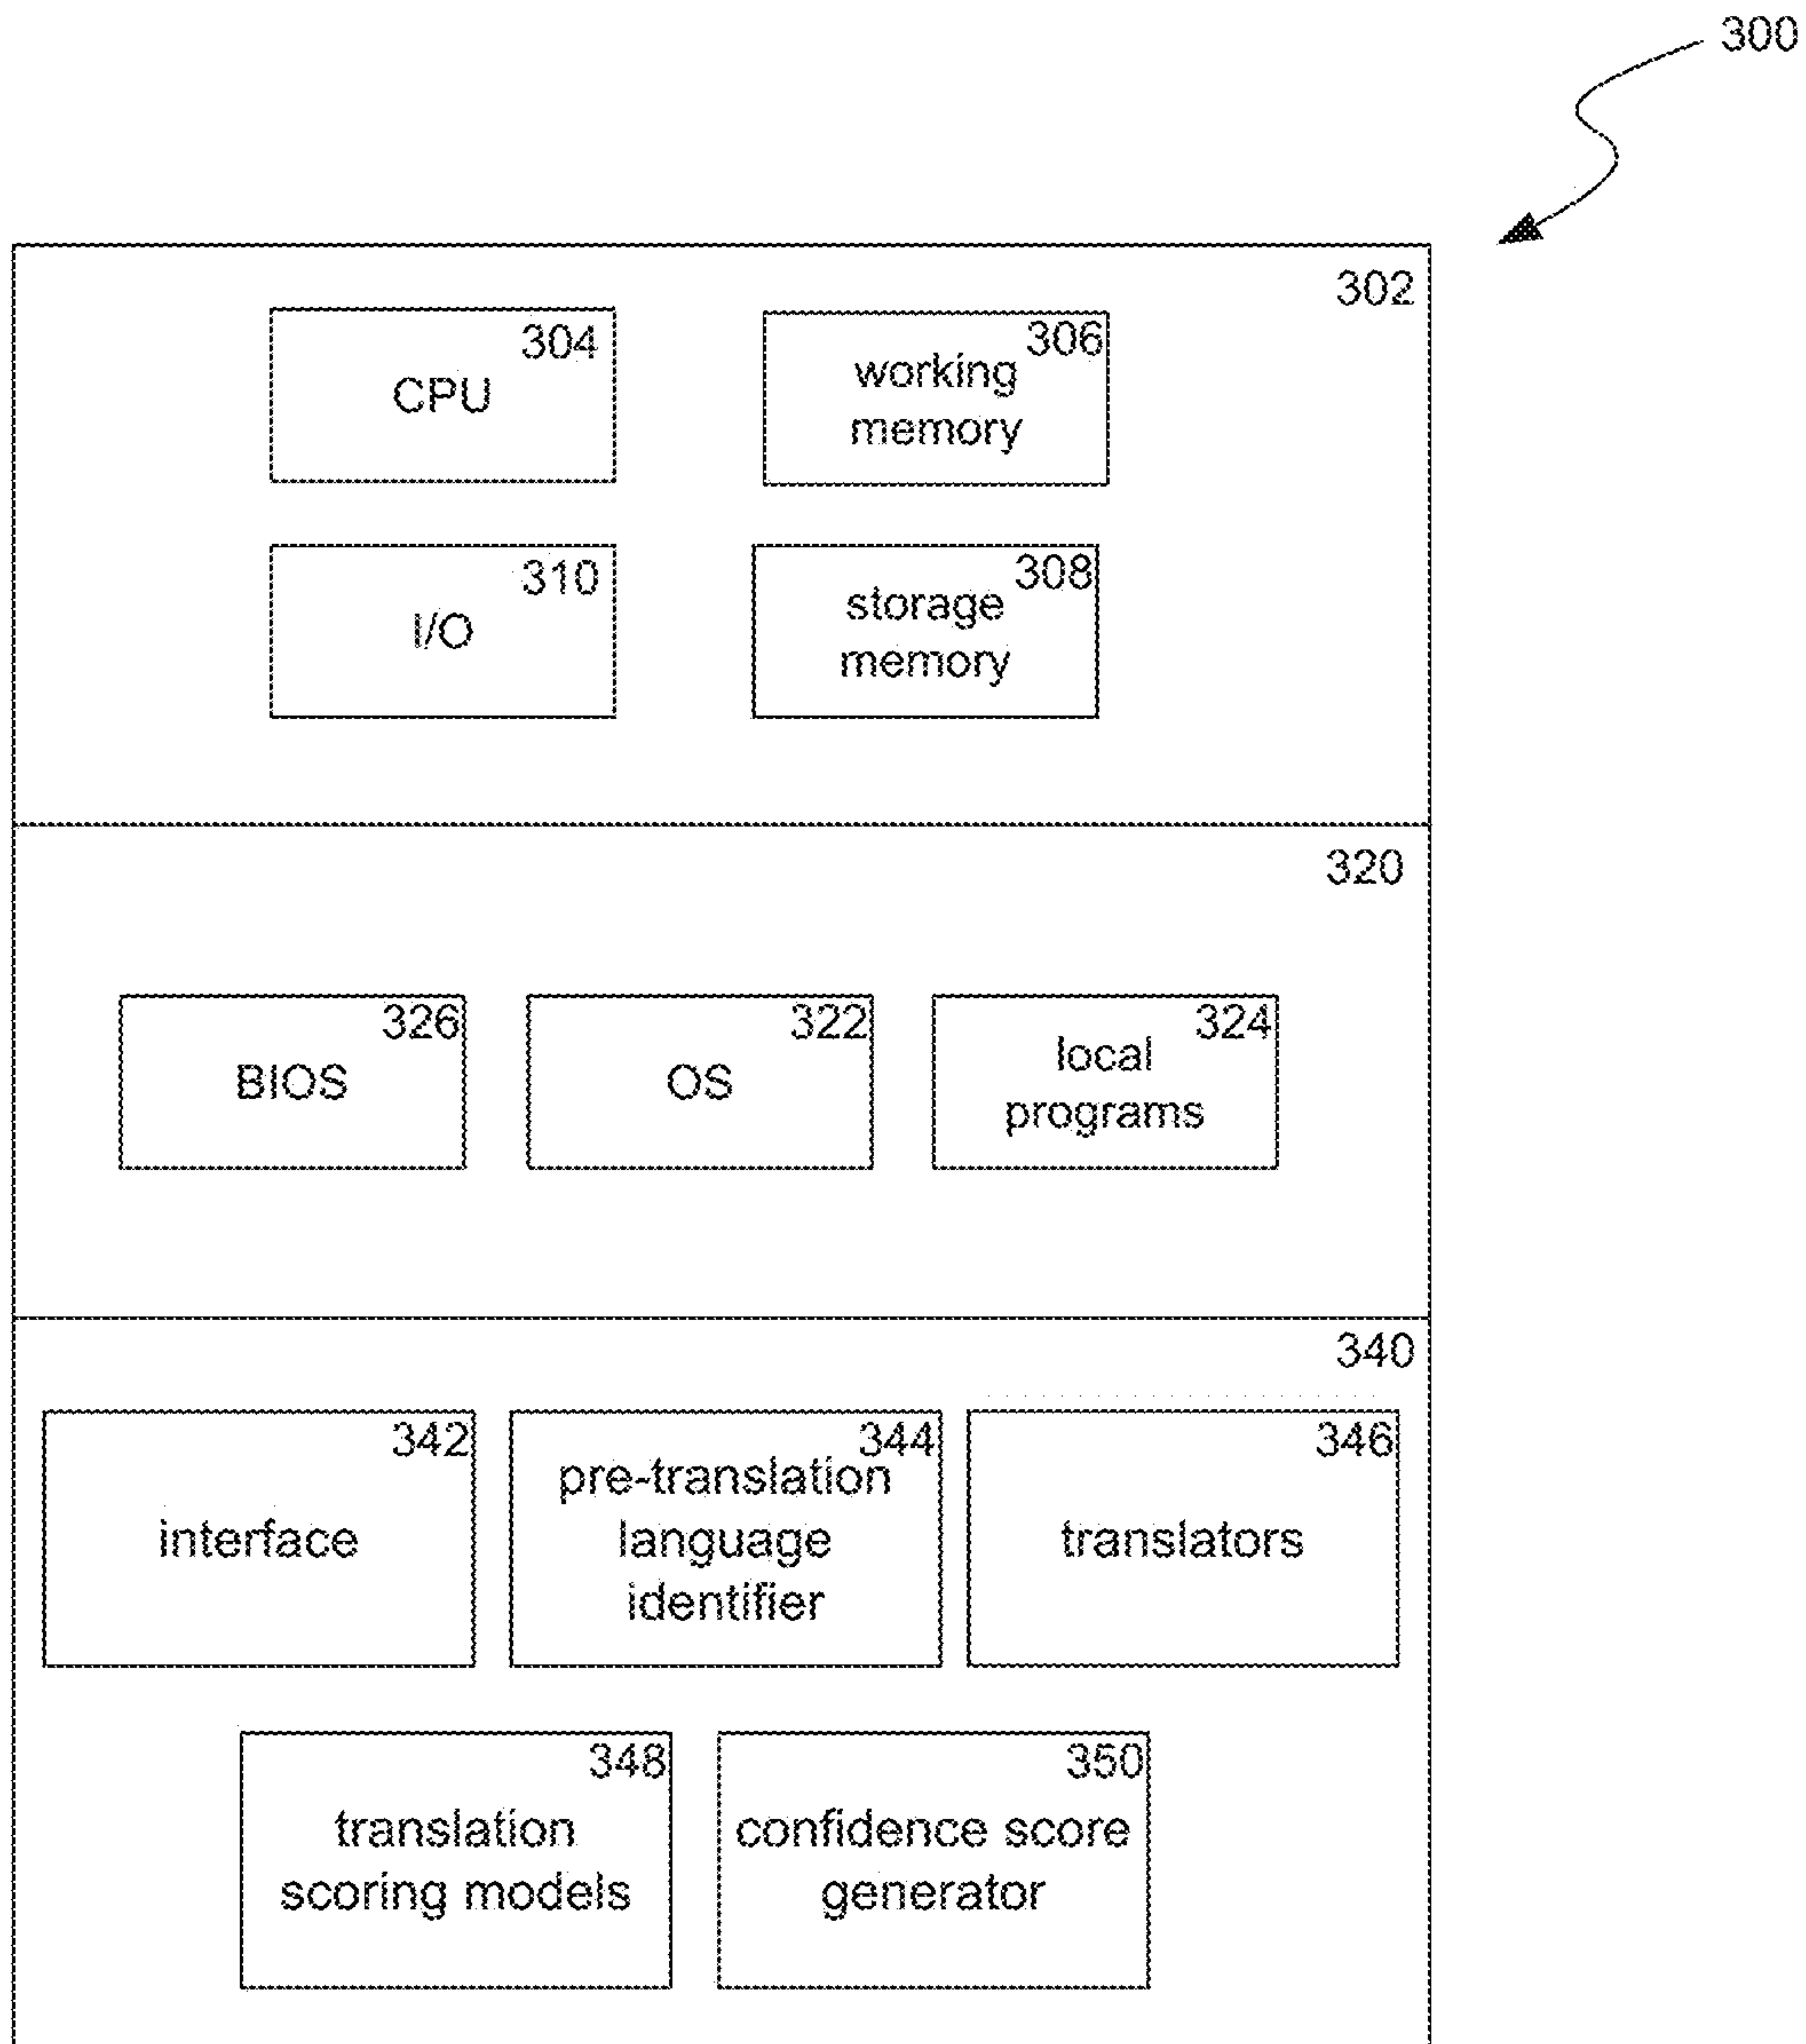 300
302
304
CPU
306
working
memory
310
I/O
308
storage
memory
320
326
BIOS
322
OS
324
local
programs
340
342
interface
344
pre-translation
language
identifier
346
translators
348
translation
scoring models
350
confidence score
generator